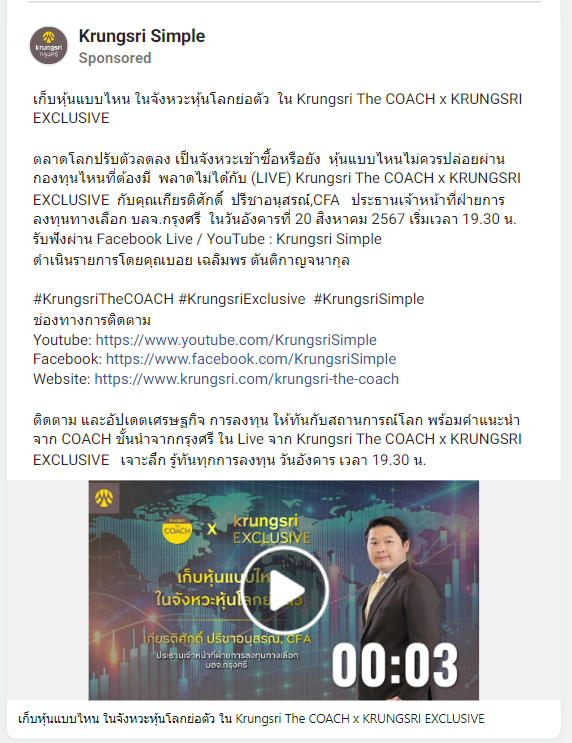 Krungsri Simple
Sponsored
krungsri
กรุงศรี
เก็บหุ้นแบบไหน ในจังหวะหุ้นโลกย่อตัว ใน Krungsri The COACH x KRUNGSRI
EXCLUSIVE
ตลาดโลกปรับตัวลดลง เป็นจังหวะเข้าซื้อหรือยัง หุ้นแบบไหนไม่ควรปล่อยผ่าน
กองทุนไหนที่ต้องมี พลาดไม่ได้กับ (LIVE) Krungsri The COACH x KRUNGSRI
EXCLUSIVE กับคุณเกียรติศักดิ์ ปรีชาอนุสรณ์,CFA ประธานเจ้าหน้าที่ฝ่ายการ
ลงทุนทางเลือก บลจ.กรุงศรี ในวันอังคารที่ 20 สิงหาคม 2567 เริ่มเวลา 19.30 น.
รับฟังผ่าน Facebook Live / YouTube : Krungsri Simple
ดำเนินรายการโดยคุณบอย เฉลิมพร ตันติกาญจนากุล
#KrungsriTheCOACH #KrungsriExclusive #KrungsriSimple
ช่องทางการติดตาม
Youtube: https://www.youtube.com/KrungsriSimple
Facebook: https://www.facebook.com/KrungsriSimple
Website: https://www.krungsri.com/krungsri-the-coach
ติดตาม และอัปเดตเศรษฐกิจ การลงทุน ให้ทันกับสถานการณ์โลก พร้อมคำแนะนำ
จาก COACH ชั้นนำจากกรุงศรี ใน Live จาก Krungsri The COACH x KRUNGSRI
EXCLUSIVE เจาะลึก รู้ทันทุกการลงทุน วันอังคาร เวลา 19.30 น.
COACH X krungsri
EXCLUSIVE
เก็บหุ้นแบบไหน
ในจังหวะหุ้นโลกย่อตัว
เกียรติศักดิ์ ปรีชาอนุสรณ์, CFA
ประธานเจ้าหน้าที่ฝ่ายการลงทุนทางเลือก
บลจ.กรุงศรี
00:03
เก็บหุ้นแบบไหน ในจังหวะหุ้นโลกย่อตัว ใน Krungsri The COACH x KRUNGSRI EXCLUSIVE